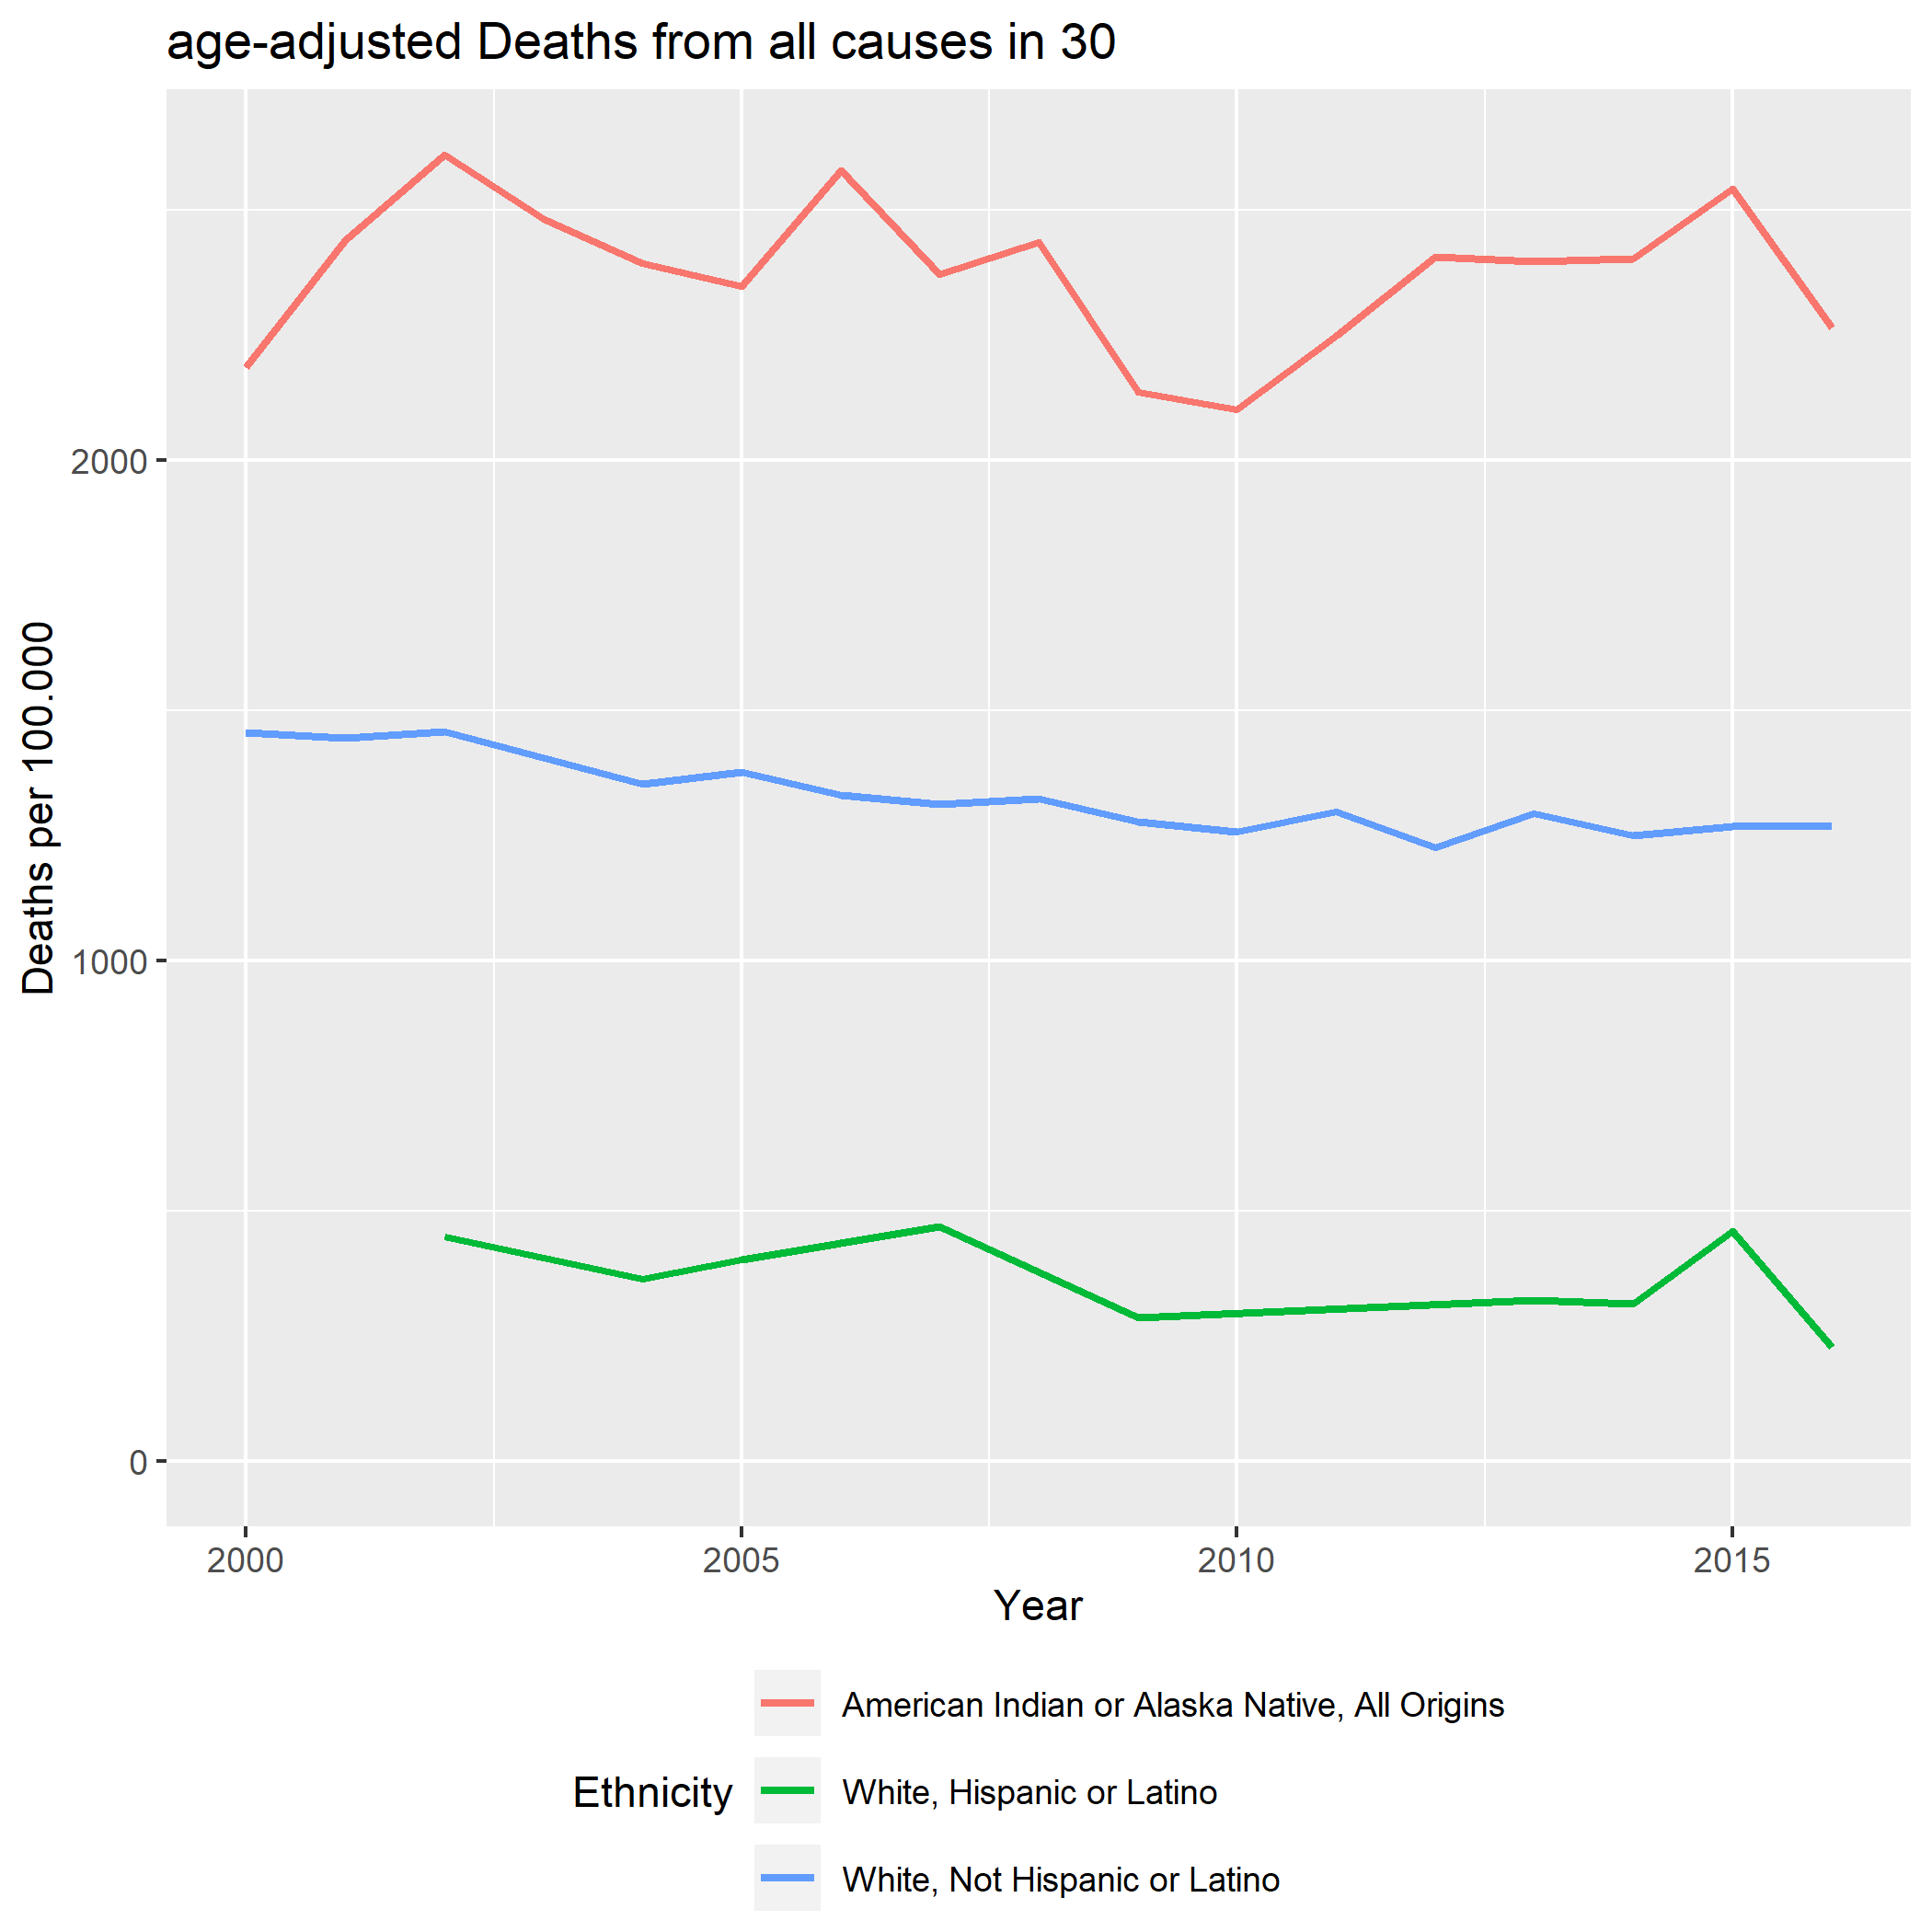 age-adjusted Deaths from all causes in 30
Deaths per 100.000
2000
1000
0
2000
2005
2010
2015
Year
Ethnicity
American Indian or Alaska Native, All Origins
White, Hispanic or Latino
White, Not Hispanic or Latino